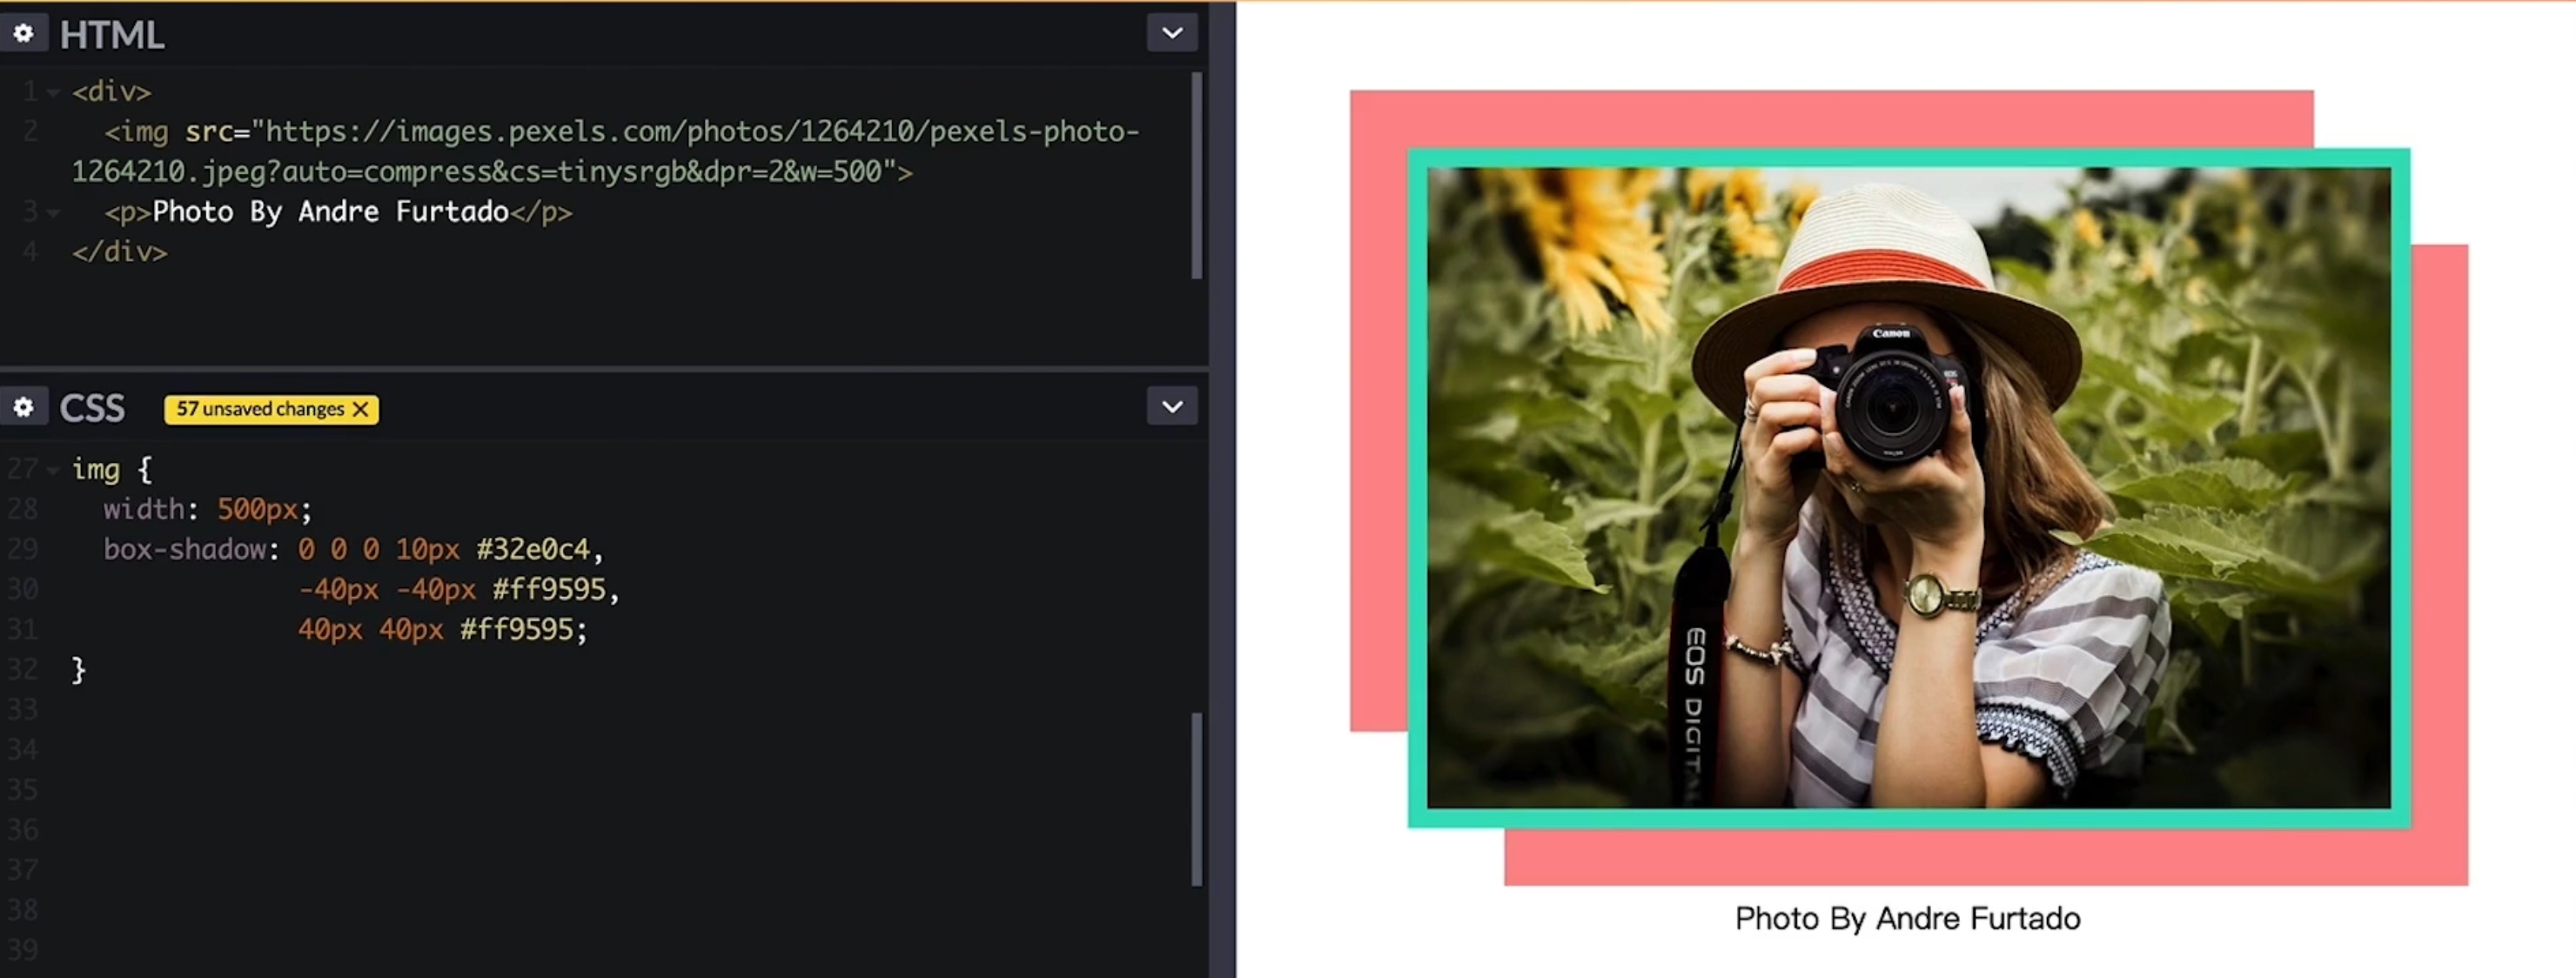 HTML
1 <div>
2 <img src="https://images.pexels.com/photos/1264210/pexels-photo-
1264210.jpeg?auto=compress&cs=tinysrgb&dpr=2&w=500">
3 <p>Photo By Andre Furtado</p>
4 </div>
CSS 57 unsaved changes X
27 img {
28 width: 500px;
29 box-shadow: 0 0 0 10px #32e0c4,
30 -40px -40px #ff9595,
31 40px 40px #ff9595;
32 }
33
34
35
36
37
38
39
Canon
EOS DIGIT
Photo By Andre Furtado